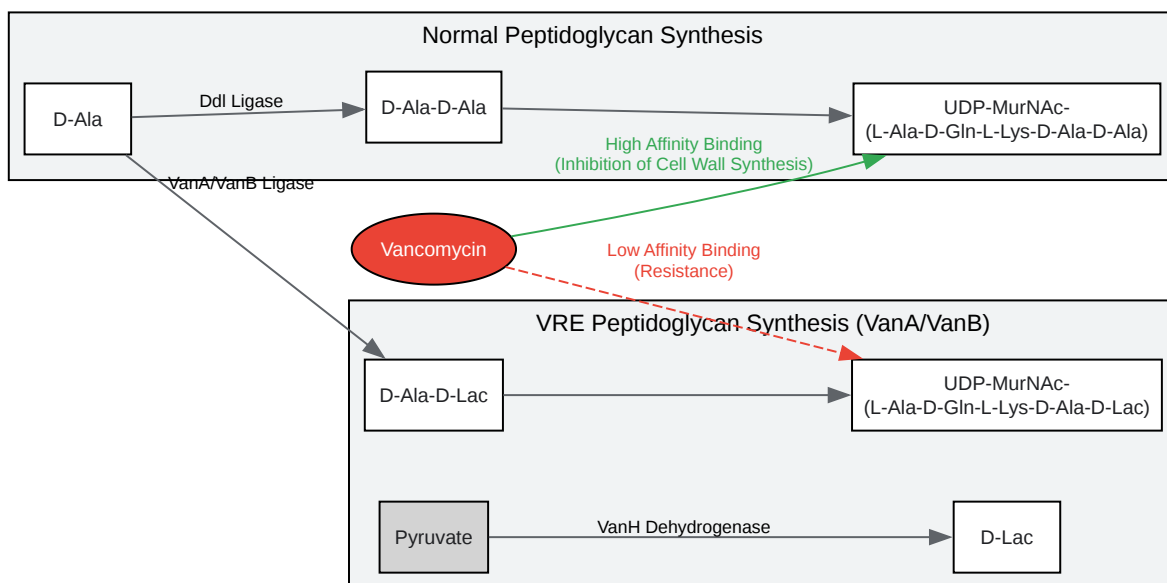 Normal Peptidoglycan Synthesis
D-Ala
Ddl Ligase
D-Ala-D-Ala
UDP-MurNAc-
(L-Ala-D-Gln-L-Lys-D-Ala-D-Ala)
High Affinity Binding
(Inhibition of Cell Wall Synthesis)
VanA/VanB Ligase
Vancomycin
Low Affinity Binding
(Resistance)
VRE Peptidoglycan Synthesis (VanA/VanB)
D-Ala-D-Lac
UDP-MurNAc-
(L-Ala-D-Gln-L-Lys-D-Ala-D-Lac)
Pyruvate
VanH Dehydrogenase
D-Lac